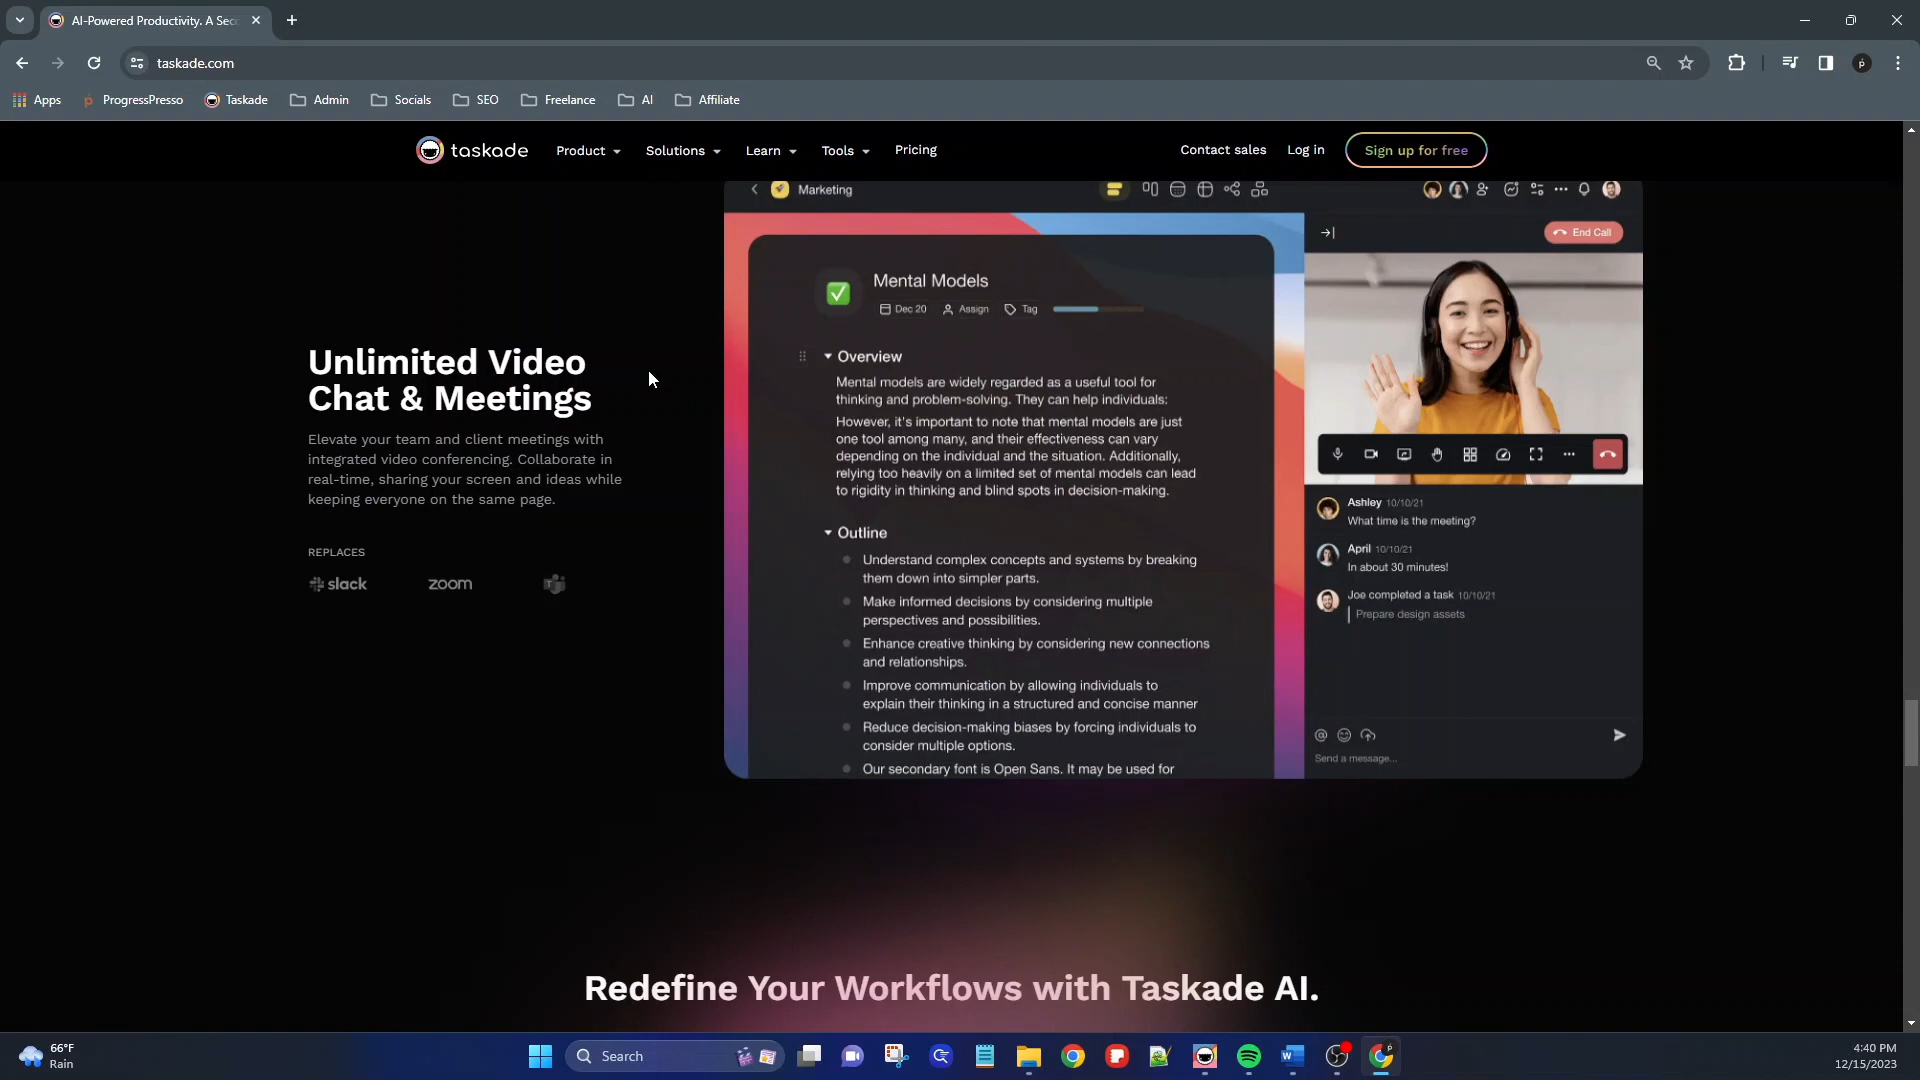 AI-Powered Productivity. A Sec
taskade.com
Apps
ProgressPresso
Taskade
Admin
Socials
SEO
Freelance
AI
Affiliate
taskade
Product
Solutions
Learn
Tools
Pricing
Contact sales
Log in
Sign up for free
Marketing
End Call
Mental Models
Dec 20
Assign
Tag
Overview
Mental models are widely regarded as a useful tool for
thinking and problem-solving. They can help individuals:
However, it's important to note that mental models are just
one tool among many, and their effectiveness can vary
depending on the individual and the situation. Additionally,
relying too heavily on a limited set of mental models can lead
to rigidity in thinking and blind spots in decision-making.
Outline
Understand complex concepts and systems by breaking
them down into simpler parts.
Make informed decisions by considering multiple
perspectives and possibilities.
Enhance creative thinking by considering new connections
and relationships.
Improve communication by allowing individuals to
explain their thinking in a structured and concise manner
Reduce decision-making biases by forcing individuals to
consider multiple options.
Our secondary font is Open Sans. It may be used for
Unlimited Video
Chat & Meetings
Elevate your team and client meetings with
integrated video conferencing. Collaborate in
real-time, sharing your screen and ideas while
keeping everyone on the same page.
REPLACES
slack
zoom
Ashley 10/10/21
What time is the meeting?
April 10/10/21
In about 30 minutes!
Joe completed a task 10/10/21
Prepare design assets
Send a message...
Redefine Your Workflows with Taskade AI.
66°F
Rain
Search
4:40 PM
12/15/2023